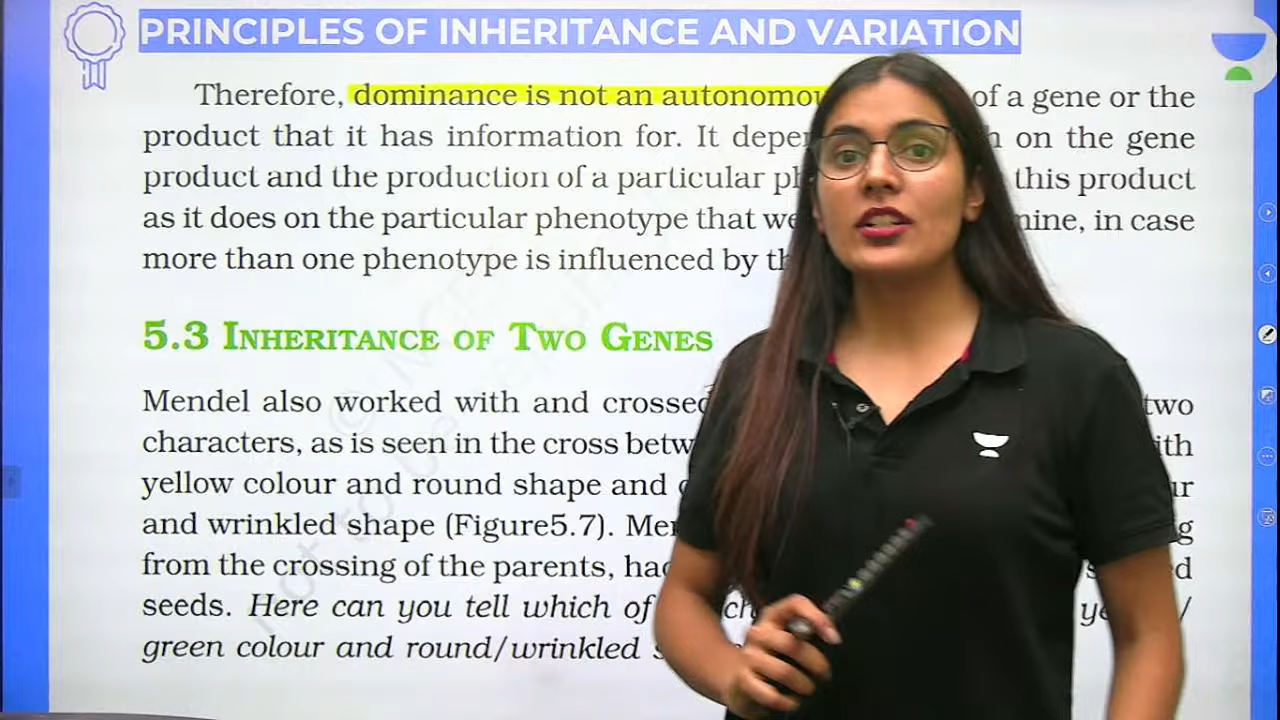 PRINCIPLES OF INHERITANCE AND VARIATION
Therefore, dominance is not an autonomou of a gene or the
product that it has information for. It depe on the gene
product and the production of a particular p this product
as it does on the particular phenotype that we mine, in case
more than one phenotype is influenced by
5.3 INHERITANCE OF TWO GENES
Mendel also worked with and crossed two
characters, as is seen in the cross betw ith
yellow colour and round shape and
and wrinkled shape (Figure5.7). Me g
from the crossing of the parents, had d
seeds. Here can you tell which of
green colour and round/wrinkled s